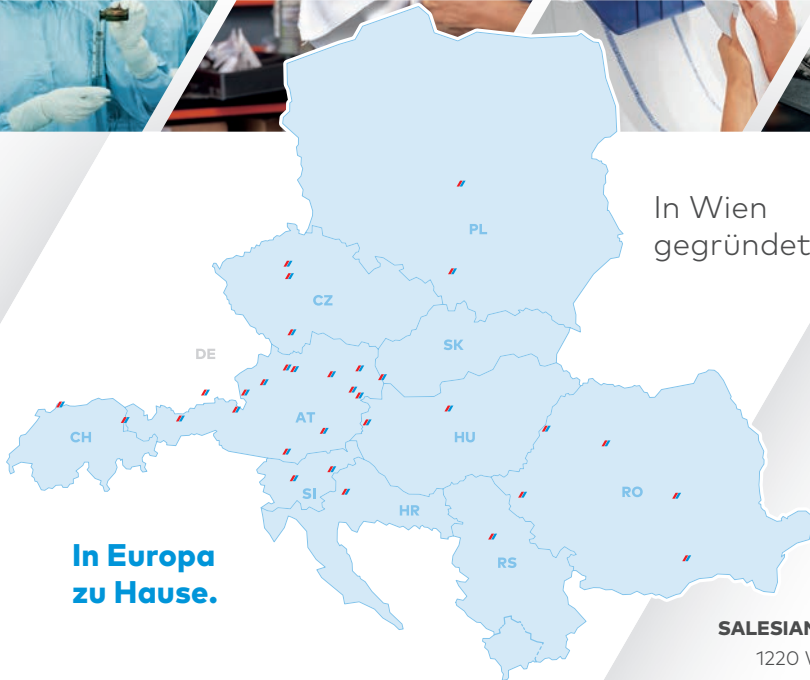 In Wien
gegründet
PL
CZ
SK
DE
AT
CH
HU
SI
HR
RO
RS
In Europa
zu Hause.
SALESIAN
1220